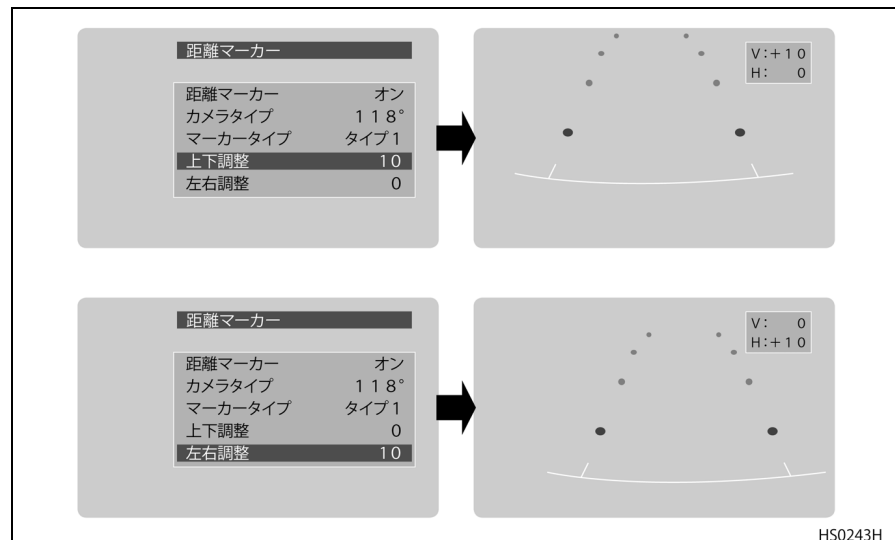 距離マーカー
距離マーカー オン
カメラタイプ 118°
マーカータイプ タイプ1
上下調整 10
左右調整 0
V:+10
H: 0
距離マーカー
距離マーカー オン
カメラタイプ 118°
マーカータイプ タイプ1
上下調整 0
左右調整 10
V: 0
H:+10
HS0243H